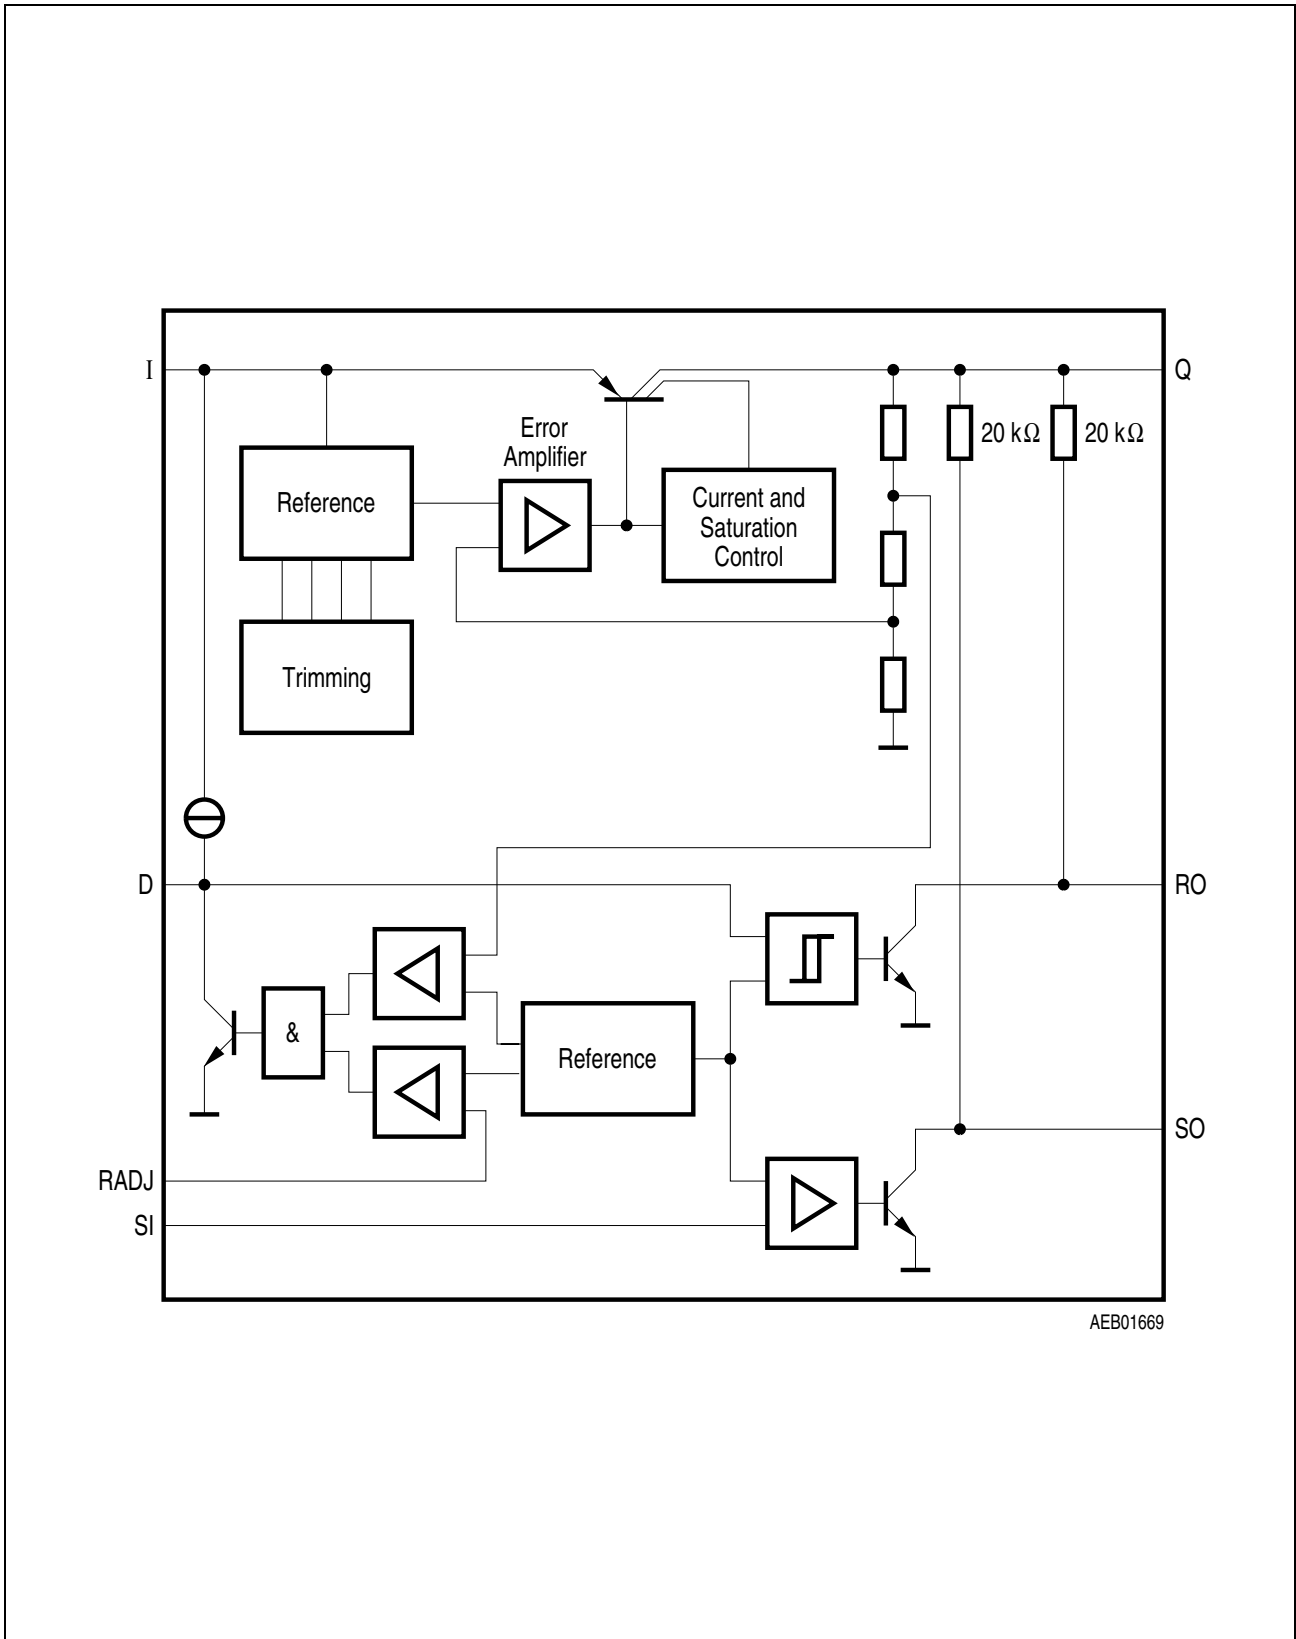 I
Q
Error
Amplifier
20 kΩ
20 kΩ
Reference
Current and
Saturation
Control
Trimming
D
RO
&
Reference
SO
RADJ
SI
AEB01669